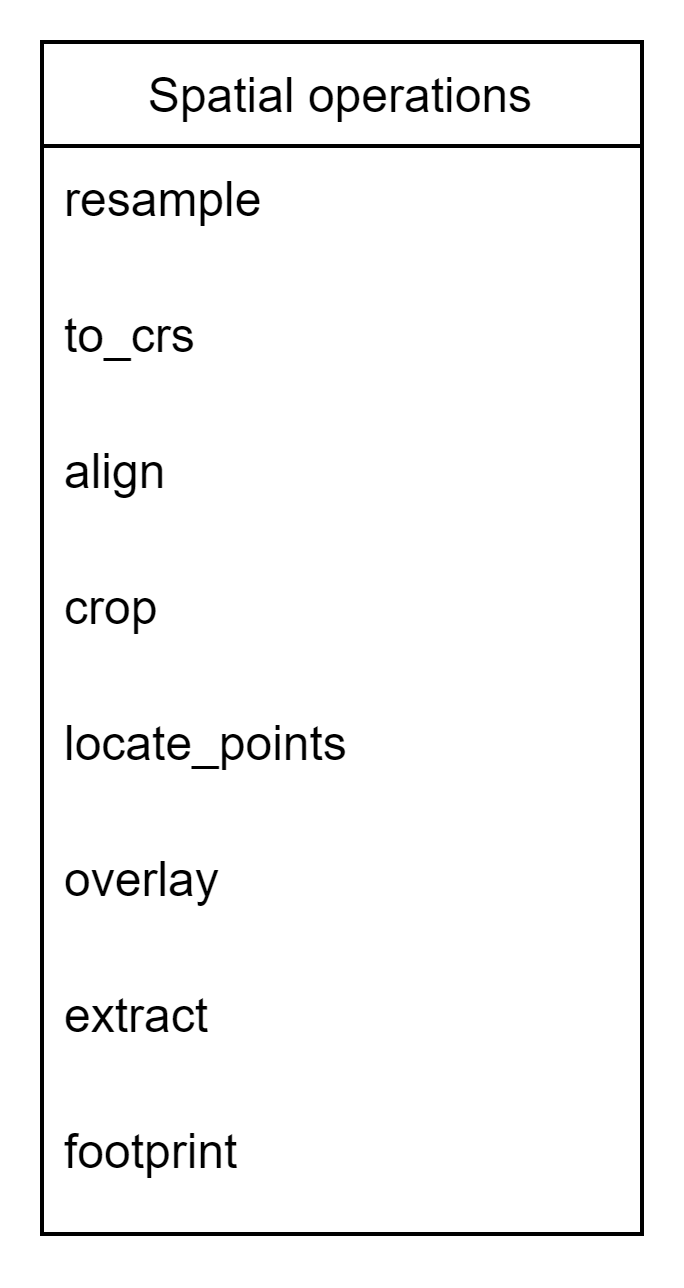 Spatial operations
resample
to_crs
align
crop
locate_points
overlay
extract
footprint